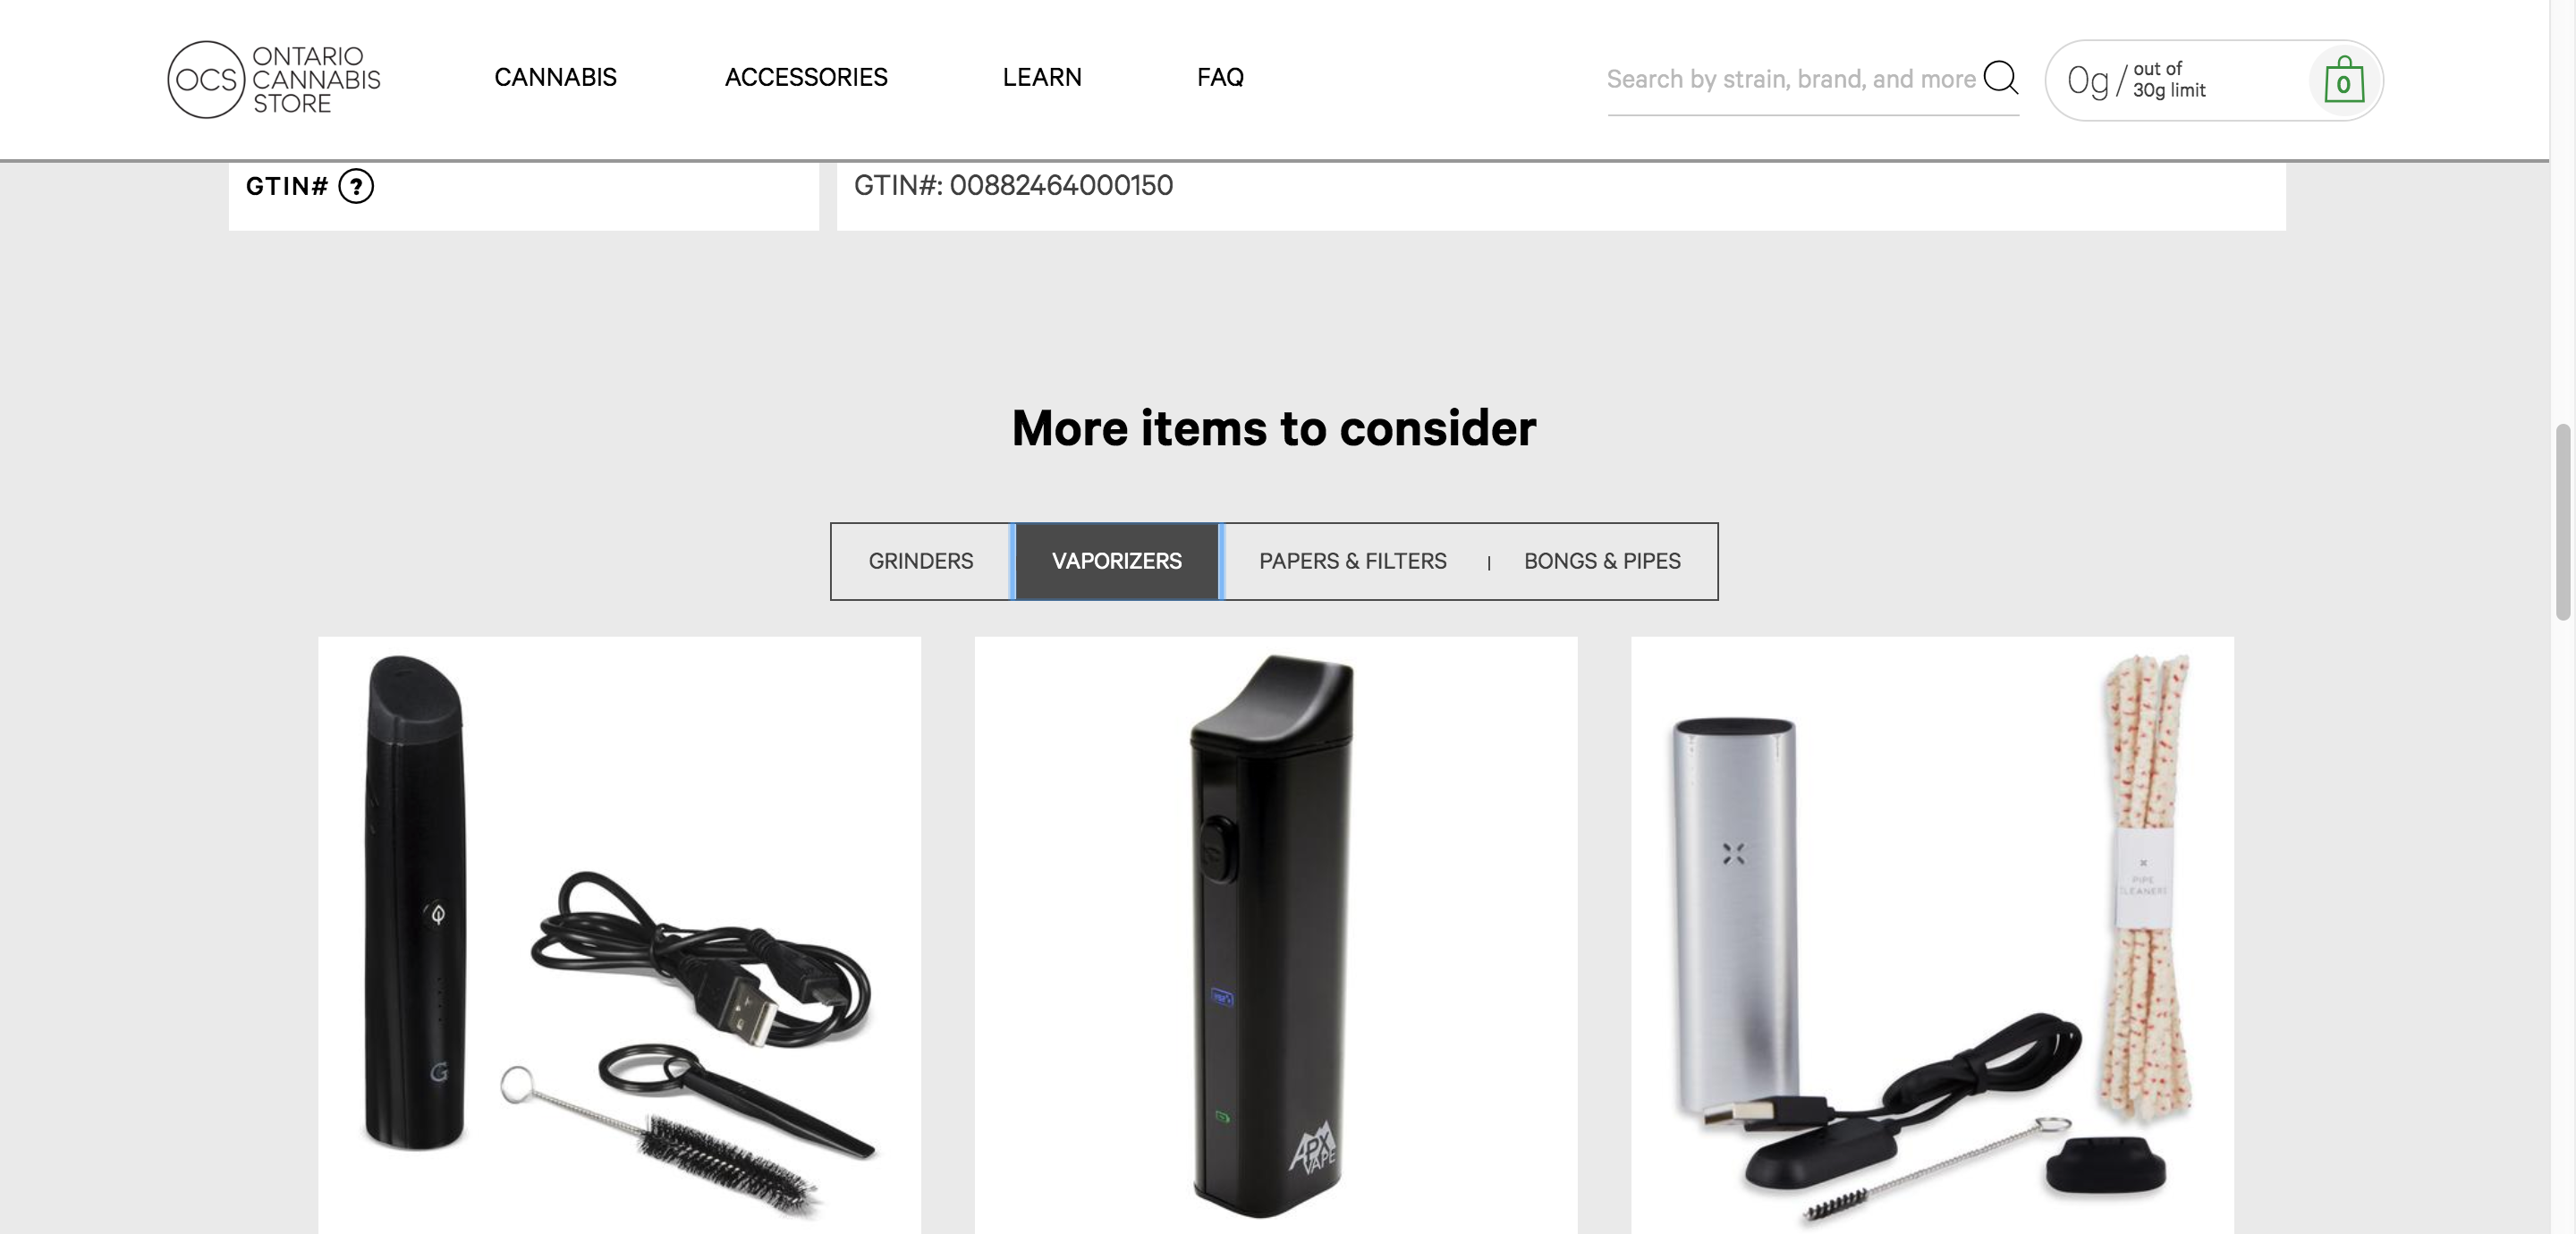 OCS ONTARIO
CANNABIS
STORE
CANNABIS
ACCESSORIES
LEARN
FAQ
Search by strain, brand, and more
0g / out of
30g limit
0
GTIN# ?
GTIN#: 00882464000150
More items to consider
GRINDERS
VAPORIZERS
PAPERS & FILTERS
BONGS & PIPES
G
APX
VAPE
PIPE
CLEANERS